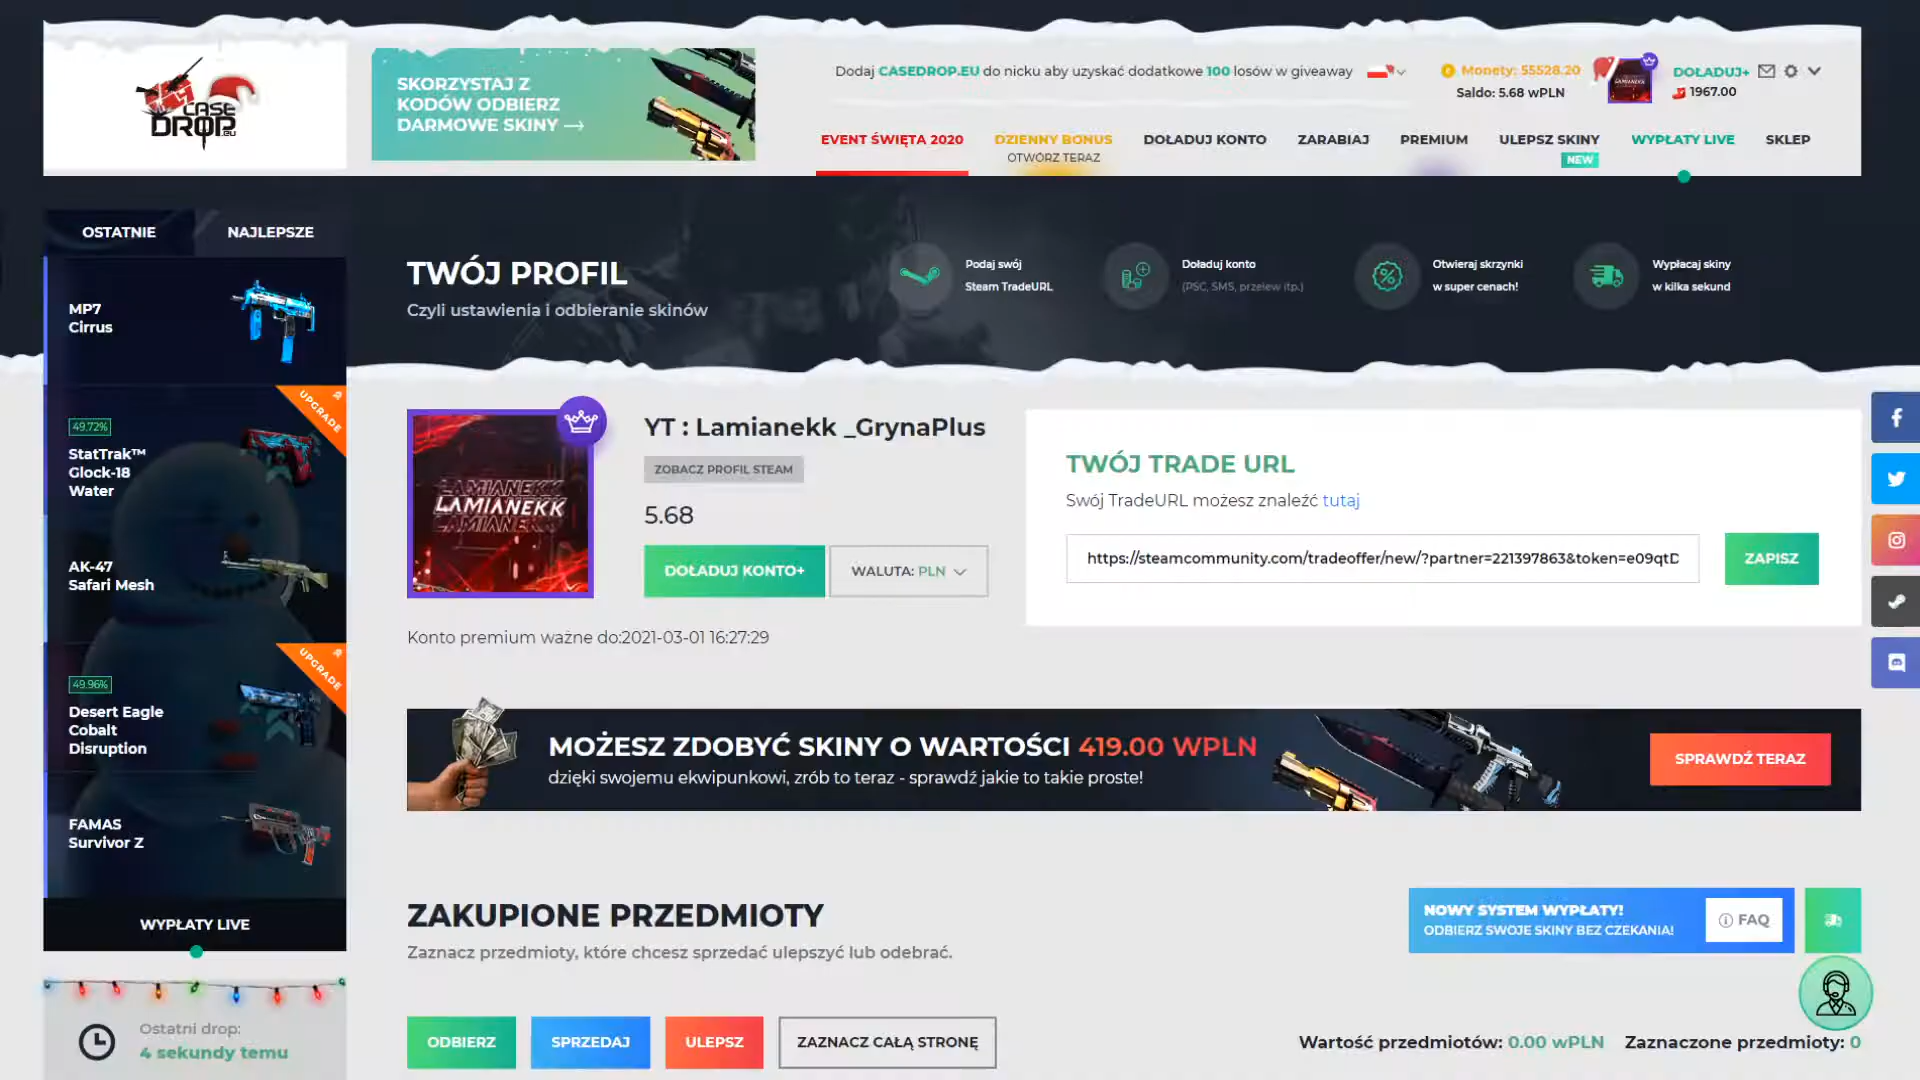 CASE
DROP.eu
SKORZYSTAJ Z
KODÓW ODBIERZ
DARMOWE SKINY →
Dodaj CASEDROP.EU do nicku aby uzyskać dodatkowe 100 losów w giveaway
Monety: 55528.20
Saldo: 5.68 wPLN
LAMIANEKK
DOŁADUJ+
1967.00
EVENT ŚWIĘTA 2020
DZIENNY BONUS
OTWÓRZ TERAZ
DOŁADUJ KONTO
ZARABIAJ
PREMIUM
ULEPSZ SKINY
NEW
WYPŁATY LIVE
SKLEP
OSTATNIE
NAJLEPSZE
MP7
Cirrus
UPGRADE
49.72%
StatTrak™
Glock-18
Water
AK-47
Safari Mesh
UPGRADE
49.96%
Desert Eagle
Cobalt
Disruption
FAMAS
Survivor Z
WYPŁATY LIVE
Ostatni drop:
4 sekundy temu
TWÓJ PROFIL
Czyli ustawienia i odbieranie skinów
Podaj swój
Steam TradeURL
Doładuj konto
(PSC, SMS, przelew itp.)
Otwieraj skrzynki
w super cenach!
Wypłacaj skiny
w kilka sekund
LAMIANEKK
LAMIANEKK
LAMIANEKK
YT : Lamianekk _GrynaPlus
ZOBACZ PROFIL STEAM
5.68
DOŁADUJ KONTO+
WALUTA: PLN
Konto premium ważne do:2021-03-01 16:27:29
TWÓJ TRADE URL
Swój TradeURL możesz znaleźć tutaj
https://steamcommunity.com/tradeoffer/new/?partner=221397863&token=e09qtD
ZAPISZ
MOŻESZ ZDOBYĆ SKINY O WARTOŚCI 419.00 WPLN
dzięki swojemu ekwipunkowi, zrób to teraz - sprawdź jakie to takie proste!
SPRAWDŹ TERAZ
ZAKUPIONE PRZEDMIOTY
Zaznacz przedmioty, które chcesz sprzedać ulepszyć lub odebrać.
NOWY SYSTEM WYPŁATY!
ODBIERZ SWOJE SKINY BEZ CZEKANIA!
FAQ
ODBIERZ
SPRZEDAJ
ULEPSZ
ZAZNACZ CAŁĄ STRONĘ
Wartość przedmiotów: 0.00 wPLN
Zaznaczone przedmioty: 0